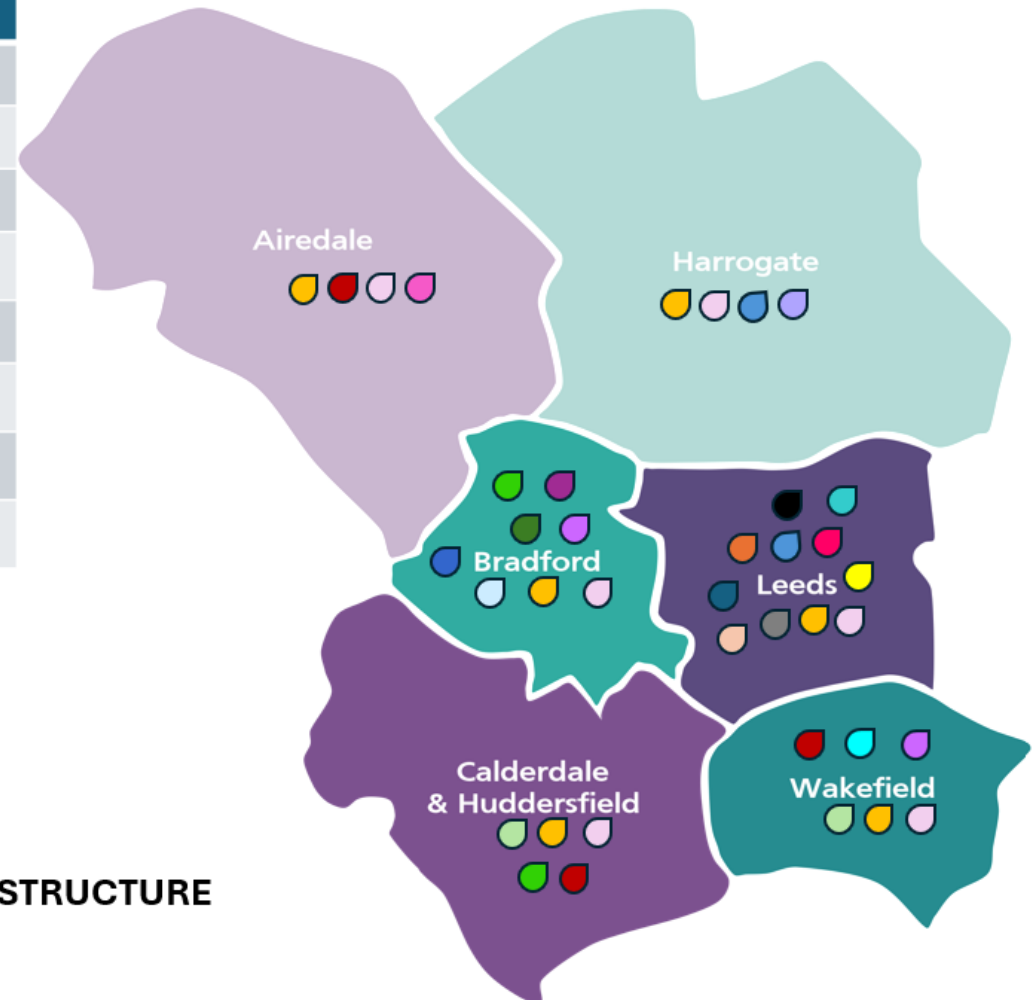 Airedale
Harrogate
Bradford
Leeds
Calderdale
& Huddersfield
Wakefield
STRUCTURE